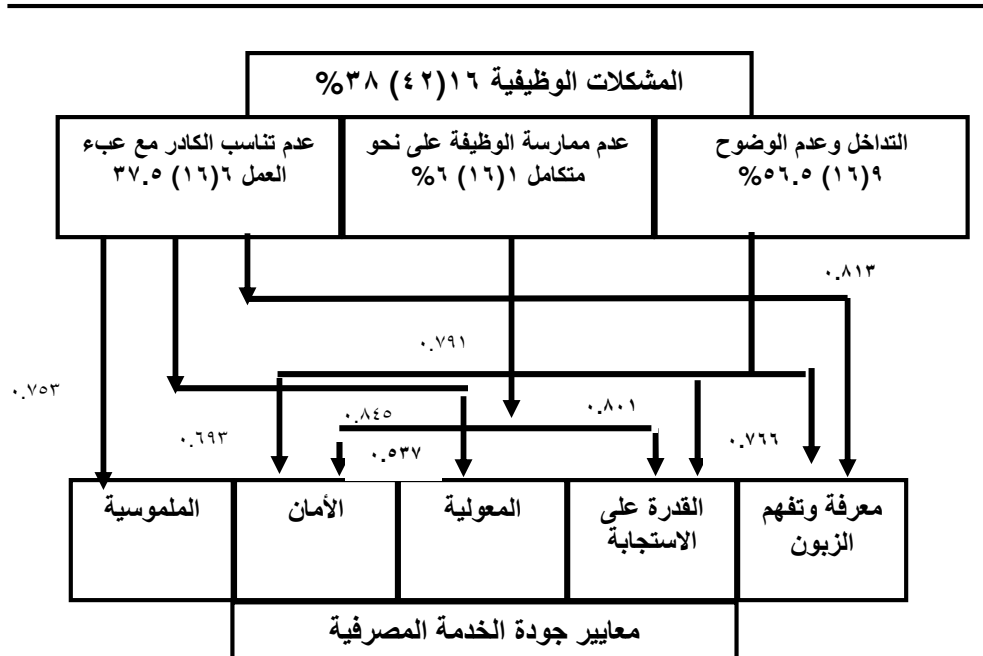 المشكلات الوظيفية ١٦(٤٢) ٣٨%
التداخل وعدم الوضوح
٩(١٦) ٥٦.٥%
عدم ممارسة الوظيفة على نحو
متكامل ١(١٦) ٦%
عدم تناسب الكادر مع عبء
العمل ٦(١٦) ٣٧.٥
٠.٨١٣
٠.٧٩١
٠.٧٥٣
٠.٨٠١
٠.٨٤٥
٠.٧٦٦
٠.٥٣٧
٠.٦٩٣
معرفة وتفهم
الزبون
القدرة على
الاستجابة
المعولية
الأمان
الملموسية
معايير جودة الخدمة المصرفية